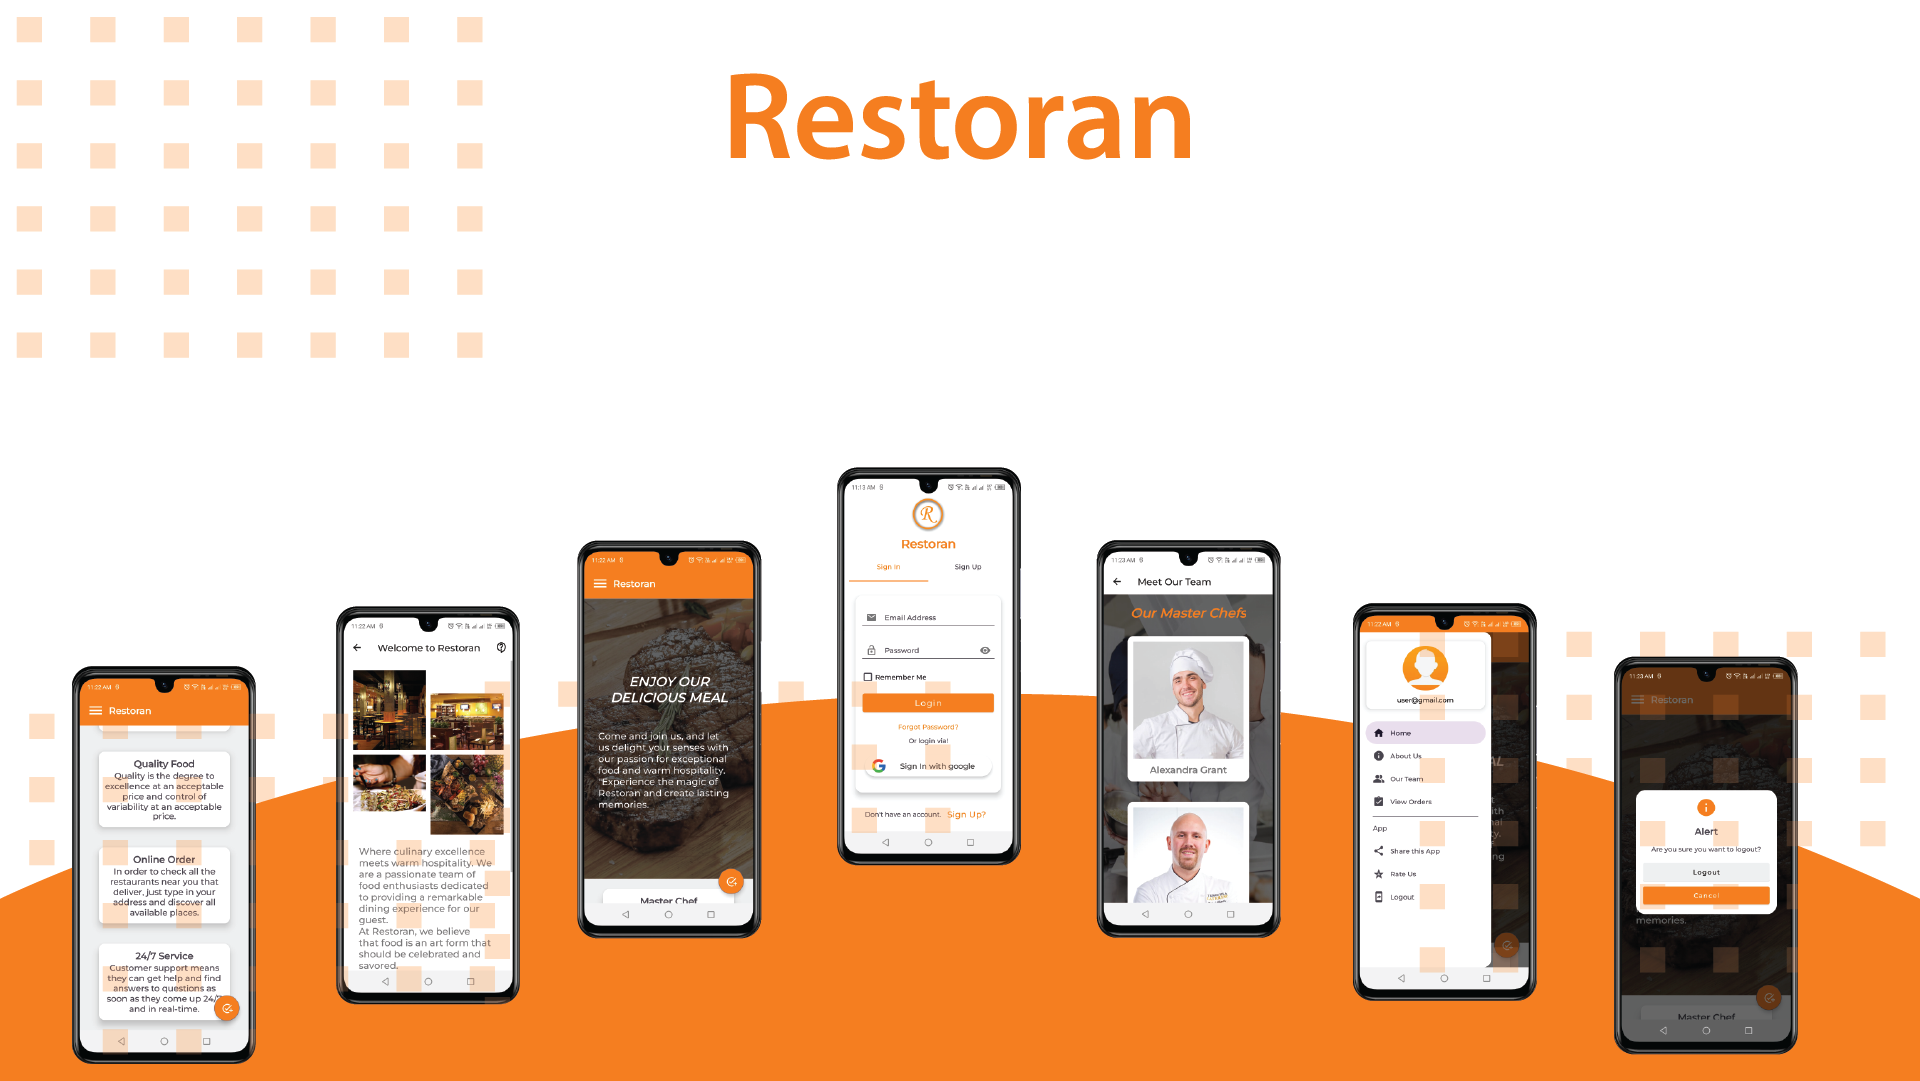 Restoran
11:22 AM
Restoran
Quality Food
Quality is the degree to
excellence at an acceptable
price and control of
variability at an acceptable
price.
Online Order
In order to check all the
restaurants near you that
deliver, just type in your
address and discover all
available places.
24/7 Service
Customer support means
they can get help and find
answers to questions as
soon as they come up 24/7
and in real-time.
11:22 AM
Welcome to Restoran
Where culinary excellence
meets warm hospitality. We
are a passionate team of
food enthusiasts dedicated
to providing a remarkable
dining experience for our
guest.
At Restoran, we believe
that food is an art form that
should be celebrated and
savored.
11:22 AM
Restoran
ENJOY OUR
DELICIOUS MEAL
Come and join us, and let
us delight your senses with
our passion for exceptional
food and warm hospitality.
"Experience the magic of
Restoran and create lasting
memories.
Master Chef
11:13 AM
R
Restoran
Sign In Sign Up
Email Address
Password
Remember Me
Login
Forgot Password?
Or login via!
Sign In with google
Don't have an account. Sign Up?
11:23 AM
Meet Our Team
Our Master Chefs
Alexandra Grant
11:22 AM
user@gmail.com
Home
About Us
Our Team
View Orders
App
Share this App
Rate Us
Logout
11:23 AM
Restoran
Alert
Are you sure you want to logout?
Logout
Cancel
memories.
Master Chef